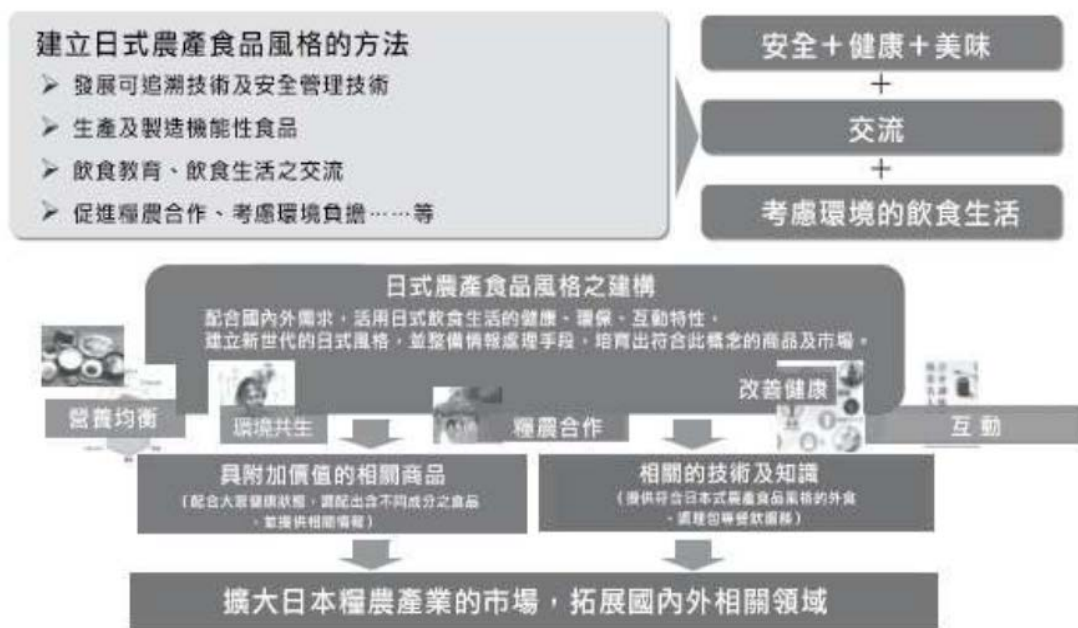 建立日式農產食品風格的方法
➤ 發展可追溯技術及安全管理技術
➤ 生產及製造機能性食品
➤ 飲食教育、飲食生活之交流
➤ 促進糧農合作、考慮環境負擔……等
安全＋健康＋美味
＋
交流
＋
考慮環境的飲食生活
日式農產食品風格之建構
配合國內外需求，活用日式飲食生活的健康、環保、互動特性，
建立新世代的日式風格，並整備情報處理手段，培育出符合此概念的商品及市場。
營養均衡
環境共生
糧農合作
改善健康
互動
具附加價值的相關商品
（配合大眾健康狀態，調配出含不同成分之食品
，並提供相關情報）
相關的技術及知識
（提供符合日本式農產食品風格的外食
、調理包等餐飲服務）
擴大日本糧農產業的市場，拓展國內外相關領域